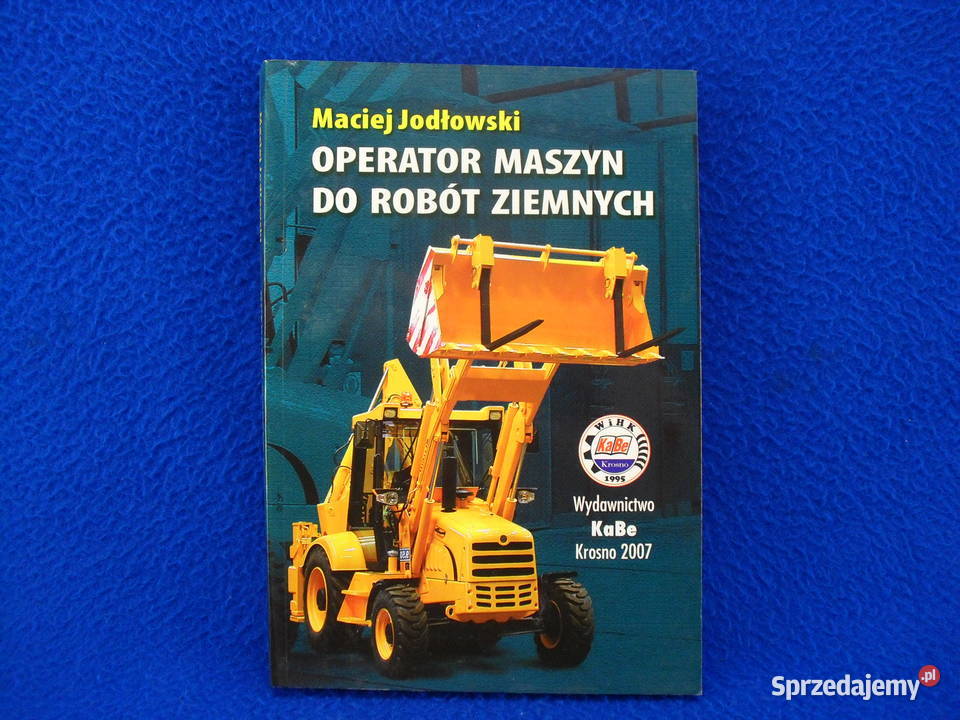 Maciej Jodłowski
OPERATOR MASZYN
DO ROBÓT ZIEMNYCH
WiHK
KaBe
Krosno
1995
Wydawnictwo
KaBe
Krosno 2007
Sprzedajemy.pl